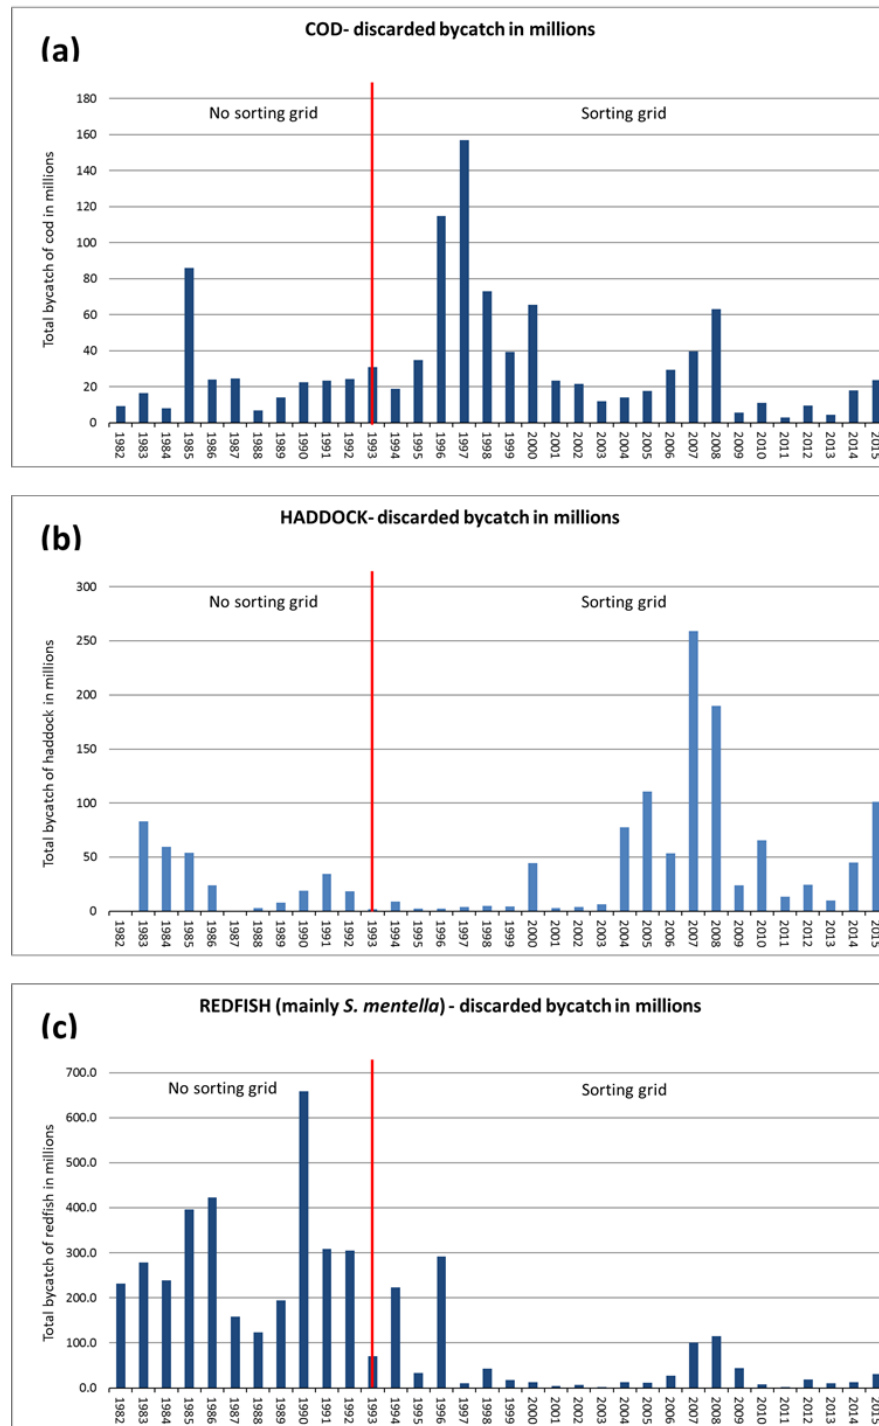 COD- discarded bycatch in millions
(a)
180
160
140
120
100
80
60
40
20
0
Total bycatch of cod in millions
No sorting grid
Sorting grid
1982 1983 1984 1985 1986 1987 1988 1989 1990 1991 1992 1993 1994 1995 1996 1997 1998 1999 2000 2001 2002 2003 2004 2005 2006 2007 2008 2009 2010 2011 2012 2013 2014 2015
HADDOCK- discarded bycatch in millions
(b)
300
250
200
150
100
50
0
Total bycatch of haddock in millions
No sorting grid
Sorting grid
1982 1983 1984 1985 1986 1987 1988 1989 1990 1991 1992 1993 1994 1995 1996 1997 1998 1999 2000 2001 2002 2003 2004 2005 2006 2007 2008 2009 2010 2011 2012 2013 2014 2015
REDFISH (mainly S. mentella) - discarded bycatch in millions
(c)
700.0
600.0
500.0
400.0
300.0
200.0
100.0
0.0
Total bycatch of redfish in millions
No sorting grid
Sorting grid
1982 1983 1984 1985 1986 1987 1988 1989 1990 1991 1992 1993 1994 1995 1996 1997 1998 1999 2000 2001 2002 2003 2004 2005 2006 2007 2008 2009 2010 2011 2012 2013 2014 2015